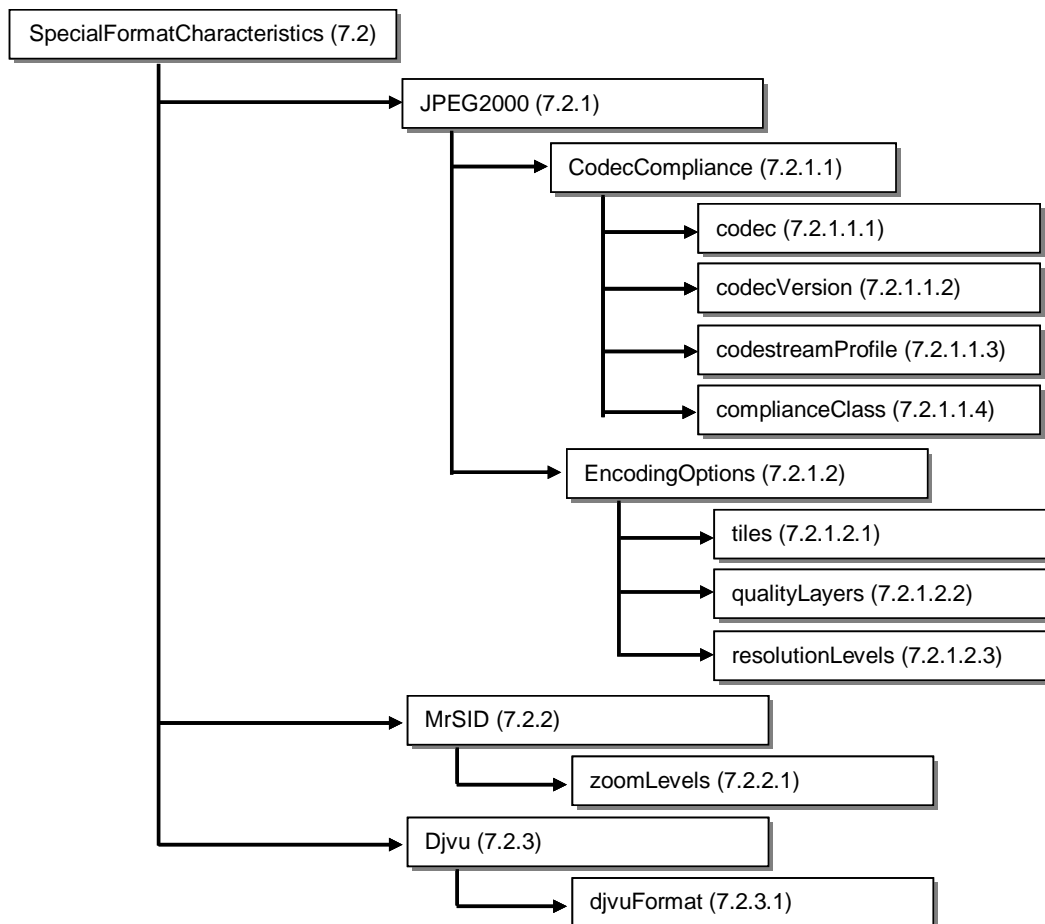 SpecialFormatCharacteristics (7.2)
JPEG2000 (7.2.1)
CodecCompliance (7.2.1.1)
codec (7.2.1.1.1)
codecVersion (7.2.1.1.2)
codestreamProfile (7.2.1.1.3)
complianceClass (7.2.1.1.4)
EncodingOptions (7.2.1.2)
tiles (7.2.1.2.1)
qualityLayers (7.2.1.2.2)
resolutionLevels (7.2.1.2.3)
MrSID (7.2.2)
zoomLevels (7.2.2.1)
Djvu (7.2.3)
djvuFormat (7.2.3.1)